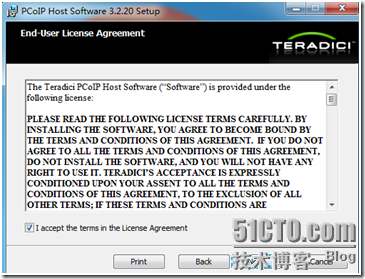 PCoIP Host Software 3.2.20 Setup
End-User License Agreement
TERADICI
The Teradici PCoIP Host Software ("Software") is provided under the
following license:
PLEASE READ THE FOLLOWING LICENSE TERMS CAREFULLY. BY
INSTALLING THE SOFTWARE, YOU AGREE TO BECOME BOUND BY
THE TERMS AND CONDITIONS OF THIS AGREEMENT. IF YOU DO NOT
AGREE TO ALL THE TERMS AND CONDITIONS OF THIS AGREEMENT,
DO NOT INSTALL THE SOFTWARE, AND YOU WILL NOT HAVE ANY
RIGHT TO USE IT. TERADICI'S ACCEPTANCE IS EXPRESSLY
CONDITIONED UPON YOUR ASSENT TO ALL THE TERMS AND
CONDITIONS OF THIS AGREEMENT, TO THE EXCLUSION OF ALL
OTHER TERMS; IF THESE TERMS AND CONDITIONS ARE
I accept the terms in the License Agreement
51CTO.com
技术博客 Blog
Print Back Cancel